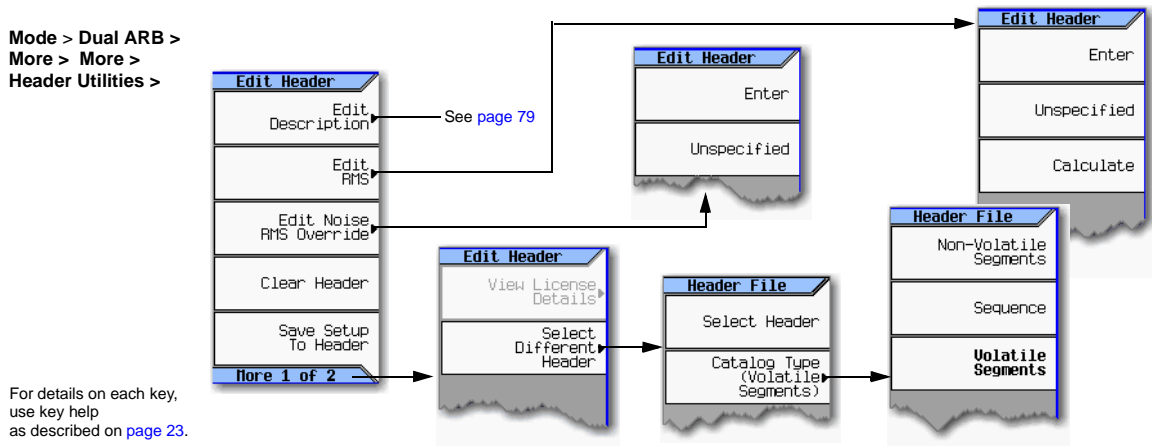 Mode > Dual ARB >
More > More >
Header Utilities >
Edit Header
Edit
Description
See page 79
Edit
RMS
Edit Noise
RMS Override
Clear Header
Save Setup
To Header
More 1 of 2
Edit Header
Enter
Unspecified
Edit Header
Enter
Unspecified
Calculate
Edit Header
View License
Details
Select
Different
Header
Header File
Select Header
Catalog Type
(Volatile
Segments)
Header File
Non-Volatile
Segments
Sequence
Volatile
Segments
For details on each key,
use key help
as described on page 23.